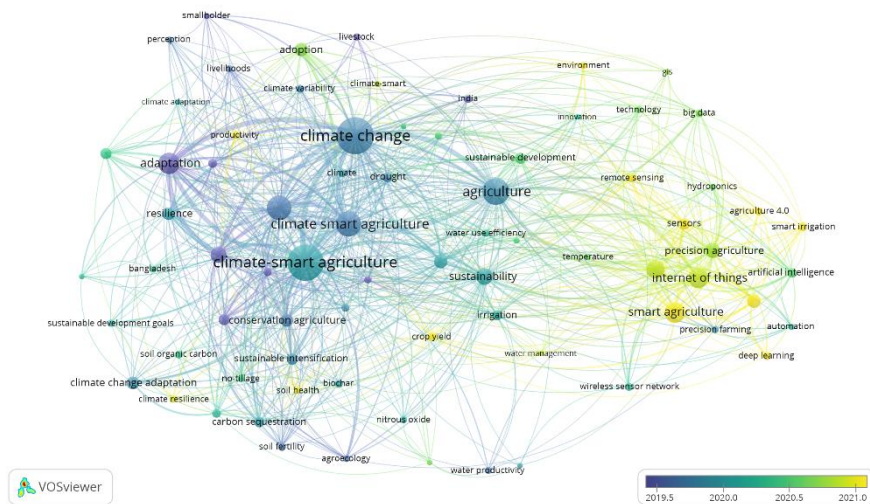 smallholder
perception
livestock
adoption
livelihoods
climate-smart
environment
gis
climate variability
climate adaptation
india
technology
big data
innovation
productivity
climate change
adaptation
climate
drought
sustainable development
remote sensing
hydroponics
agriculture
resilience
climate smart agriculture
sensors
agriculture 4.0
smart irrigation
water use efficiency
precision agriculture
bangladesh
climate-smart agriculture
temperature
sustainability
internet of things
artificial intelligence
sustainable development goals
conservation agriculture
irrigation
smart agriculture
precision farming
automation
crop yield
soil organic carbon
sustainable intensification
water management
deep learning
climate change adaptation
no tillage
soil health
biochar
wireless sensor network
climate resilience
carbon sequestration
nitrous oxide
soil fertility
agroecology
water productivity
VOSviewer
2019.5 2020.0 2020.5 2021.0